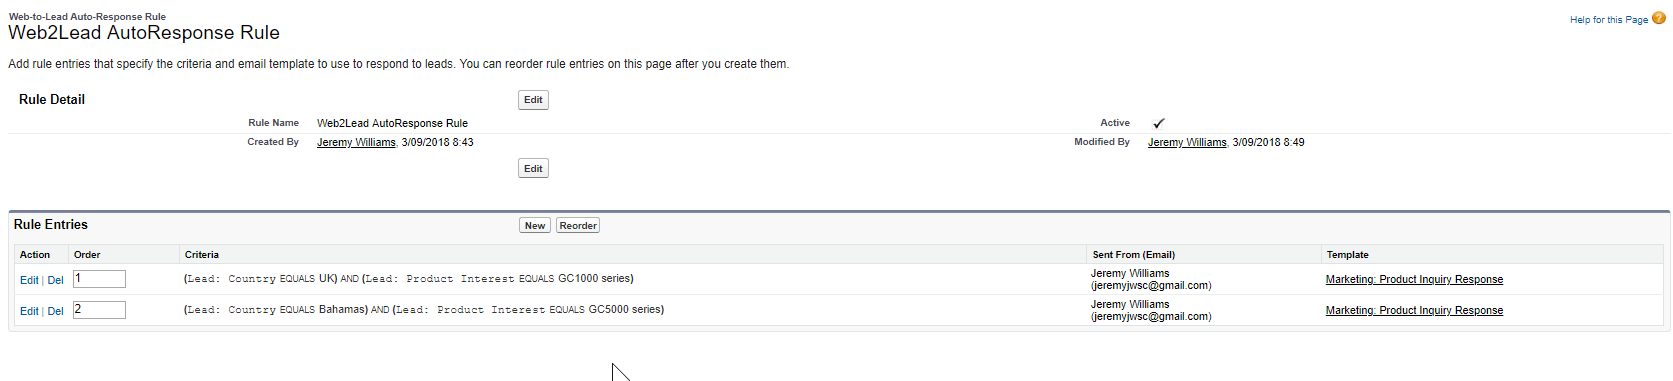 Web-to-Lead Auto-Response Rule
Web2Lead AutoResponse Rule
Help for this Page ?
Add rule entries that specify the criteria and email template to use to respond to leads. You can reorder rule entries on this page after you create them.
Rule Detail Edit
Rule Name Web2Lead AutoResponse Rule Active ✓
Created By Jeremy Williams, 3/09/2018 8:43 Modified By Jeremy Williams, 3/09/2018 8:49
Edit
Rule Entries New Reorder
Action Order Criteria Sent From (Email) Template
Edit | Del 1 (Lead: Country EQUALS UK) AND (Lead: Product Interest EQUALS GC1000 series) Jeremy Williams Marketing: Product Inquiry Response
(jeremyjwsc@gmail.com)
Edit | Del 2 (Lead: Country EQUALS Bahamas) AND (Lead: Product Interest EQUALS GC5000 series) Jeremy Williams Marketing: Product Inquiry Response
(jeremyjwsc@gmail.com)